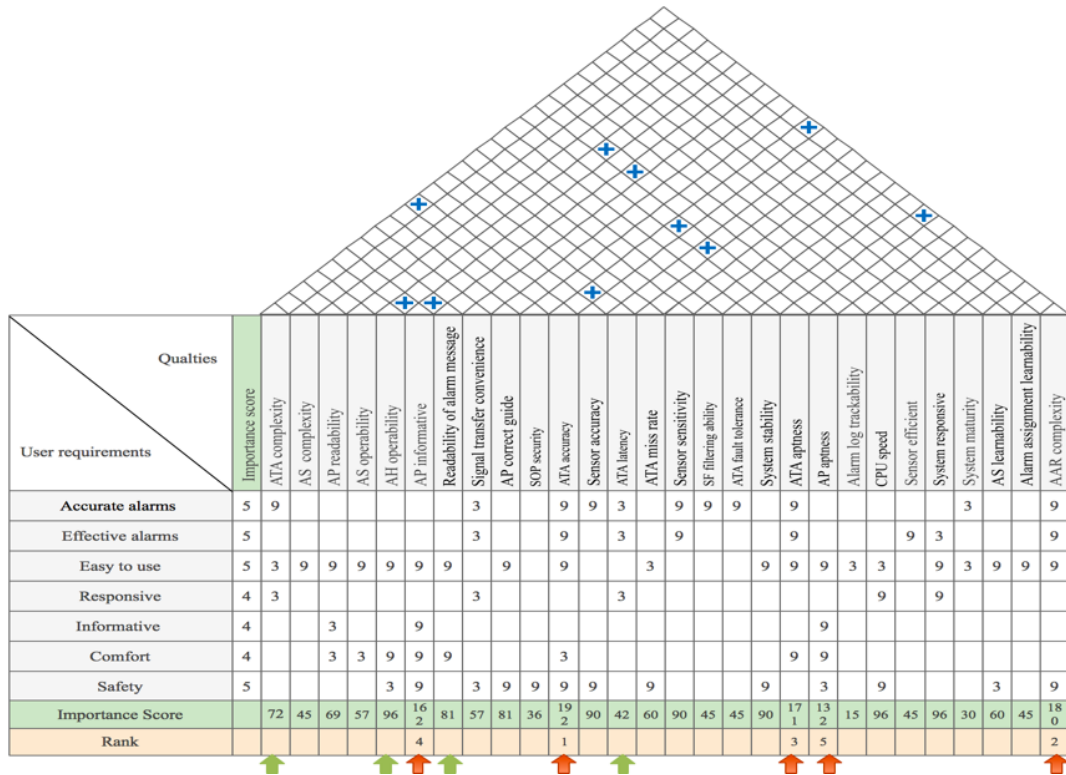 Qualties
User requirements
Importance score
ATA complexity
AS complexity
AP readability
AS operability
AH operability
AP informative
Readability of alarm message
Signal transfer convenience
AP correct guide
SOP security
ATA accuracy
Sensor accuracy
ATA latency
ATA miss rate
Sensor sensitivity
SF filtering ability
ATA fault tolerance
System stability
ATA aptness
AP aptness
Alarm log trackability
CPU speed
Sensor efficient
System responsive
System maturity
AS learnability
Alarm assignment learnability
AAR complexity
Accurate alarms 5 9 3 9 9 3 9 9 9 9 3 9
Effective alarms 5 3 9 3 9 9 9 3 9
Easy to use 5 3 9 9 9 9 9 9 9 9 3 9 9 9 3 3 9 3 9 9 9
Responsive 4 3 3 3 9 9
Informative 4 3 9 9
Comfort 4 3 3 9 9 9 3 9 9
Safety 5 3 9 3 9 9 9 9 9 9 3 9 3 9
Importance Score 72 45 69 57 96 162 81 57 81 36 192 90 42 60 90 45 45 90 171 132 15 96 45 96 30 60 45 180
Rank 4 1 3 5 2